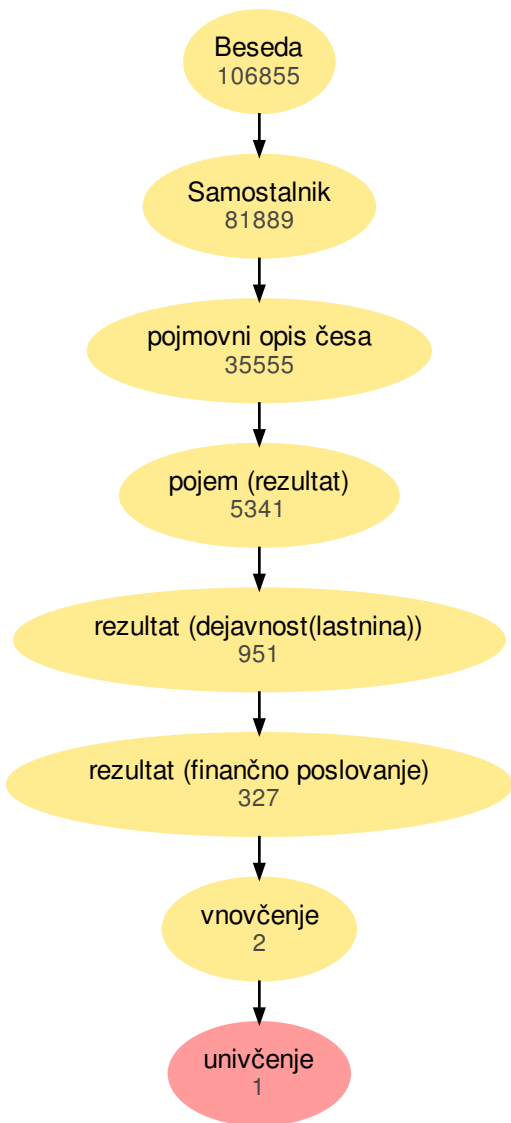 Beseda
106855
Samostalnik
81889
pojmovni opis česa
35555
pojem (rezultat)
5341
rezultat (dejavnost(lastnina))
951
rezultat (finančno poslovanje)
327
vnovčenje
2
univčenje
1